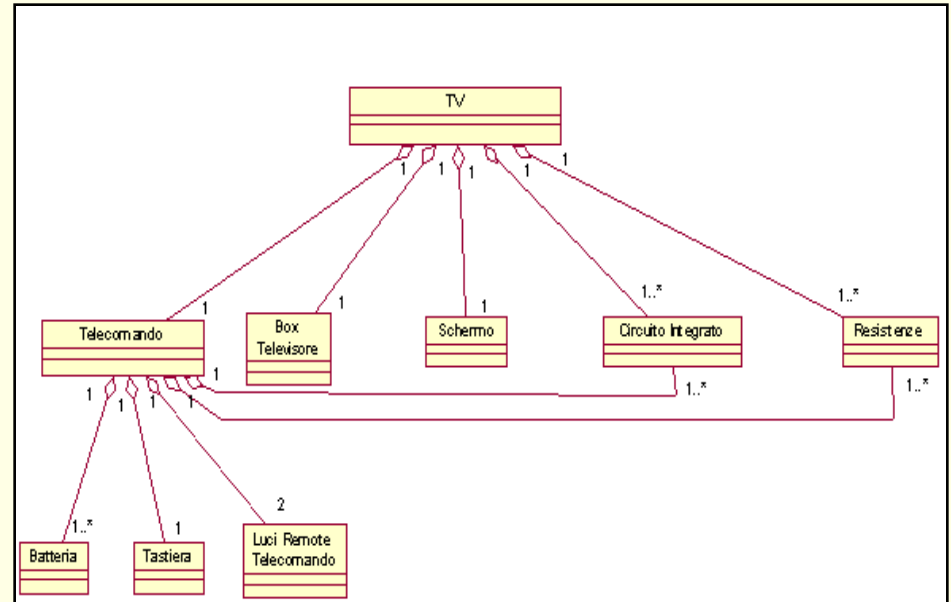 TV
1 1 1 1 1
1 1 1 1..* 1..*
Telecomando
Box
Televisore
Schermo
Circuito Integrato
Resistenze
1 1 1 1 1
1..* 1..*
1..* 1 2
Batteria
Tastiera
Luci Remote
Telecomando